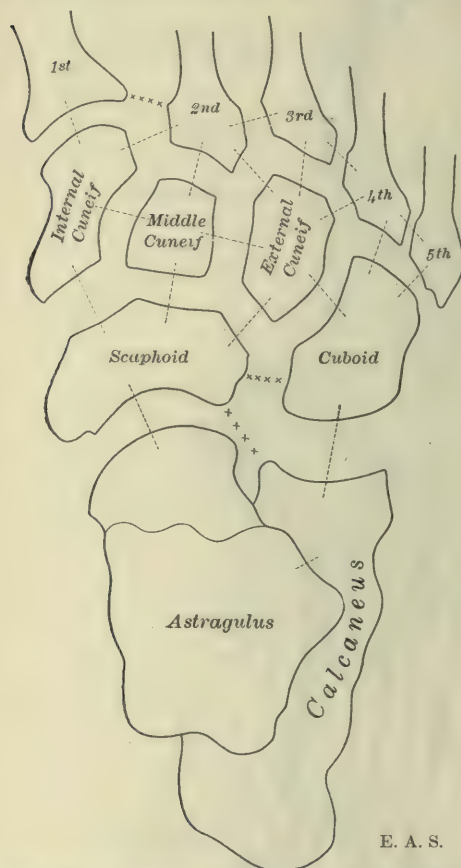 1st
2nd
3rd
4th
5th
Internal
Cuneif
Middle
Cuneif
External
Cuneif
Scaphoid
Cuboid
Astragulus
Calcaneus
E. A. S.